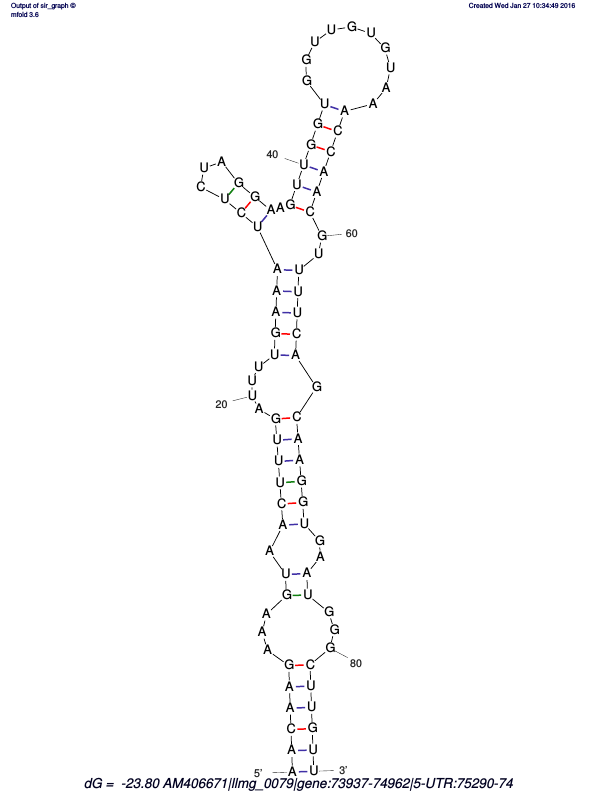 Output of sir_graph ©
mfold 3.6
Created Wed Jan 27 10:34:49 2016
5'
A A C A A G A A A G U A A C U U U G A U
20
U U U G A A A U C U C U A G G A A G U U
40
G G U G G U U G U G U A A A C C A A C G
60
U U U U C A G C A A G G U G A A U G G G
80
C U U G U U
3'
dG = -23.80 AM406671|llmg_0079|gene:73937-74962|5-UTR:75290-74